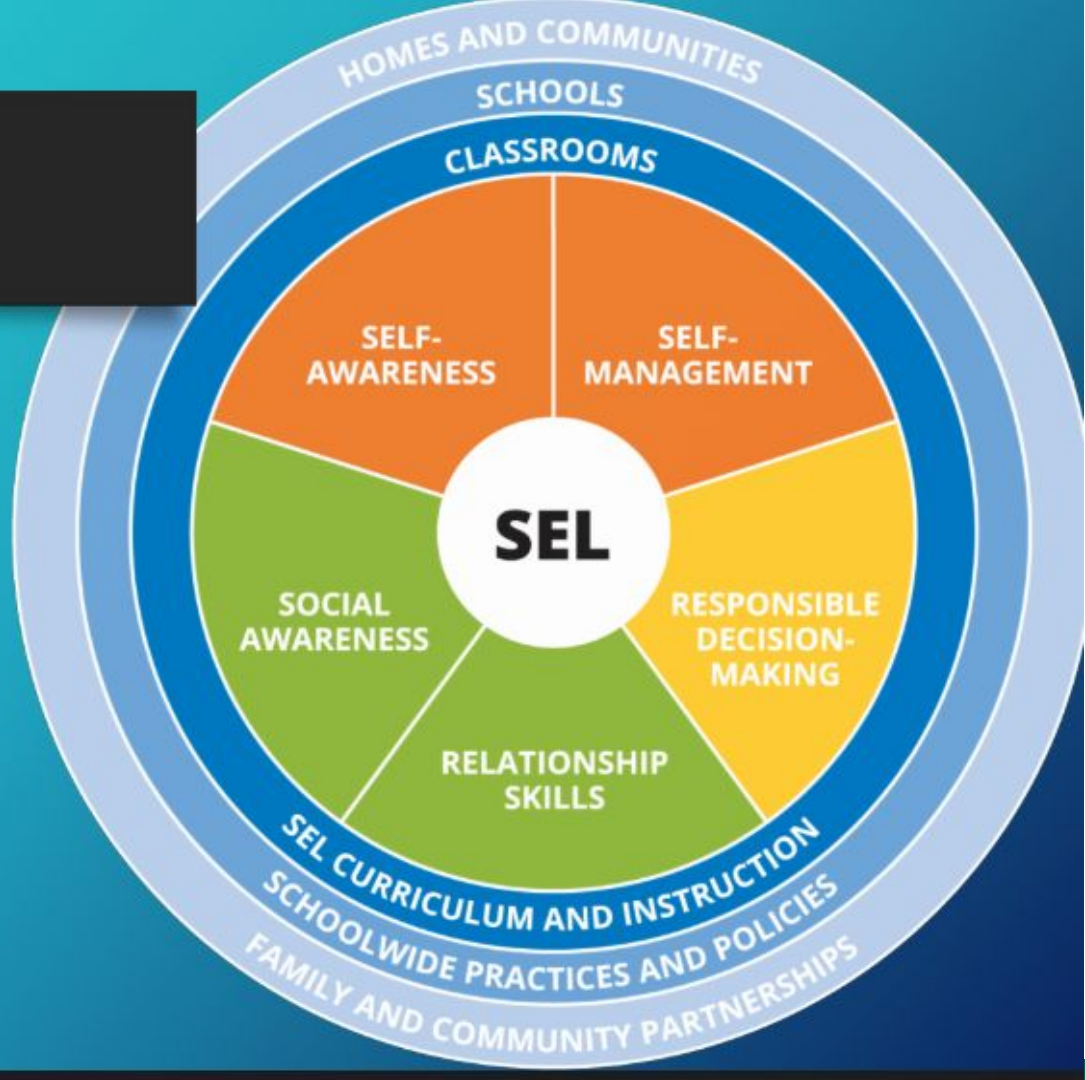 HOMES AND COMMUNITIES
SCHOOLS
CLASSROOMS
SELF-
AWARENESS
SELF-
MANAGEMENT
SEL
SOCIAL
AWARENESS
RESPONSIBLE
DECISION-
MAKING
RELATIONSHIP
SKILLS
SEL CURRICULUM AND INSTRUCTION
SCHOOLWIDE PRACTICES AND POLICIES
FAMILY AND COMMUNITY PARTNERSHIPS